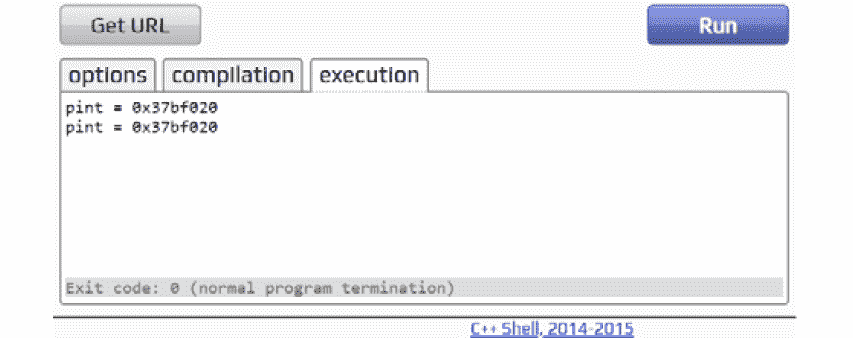 Get URL
Run
options compilation execution
pint = 0x37bf020
pint = 0x37bf020
Exit code: 0 (normal program termination)
C++ Shell, 2014-2015